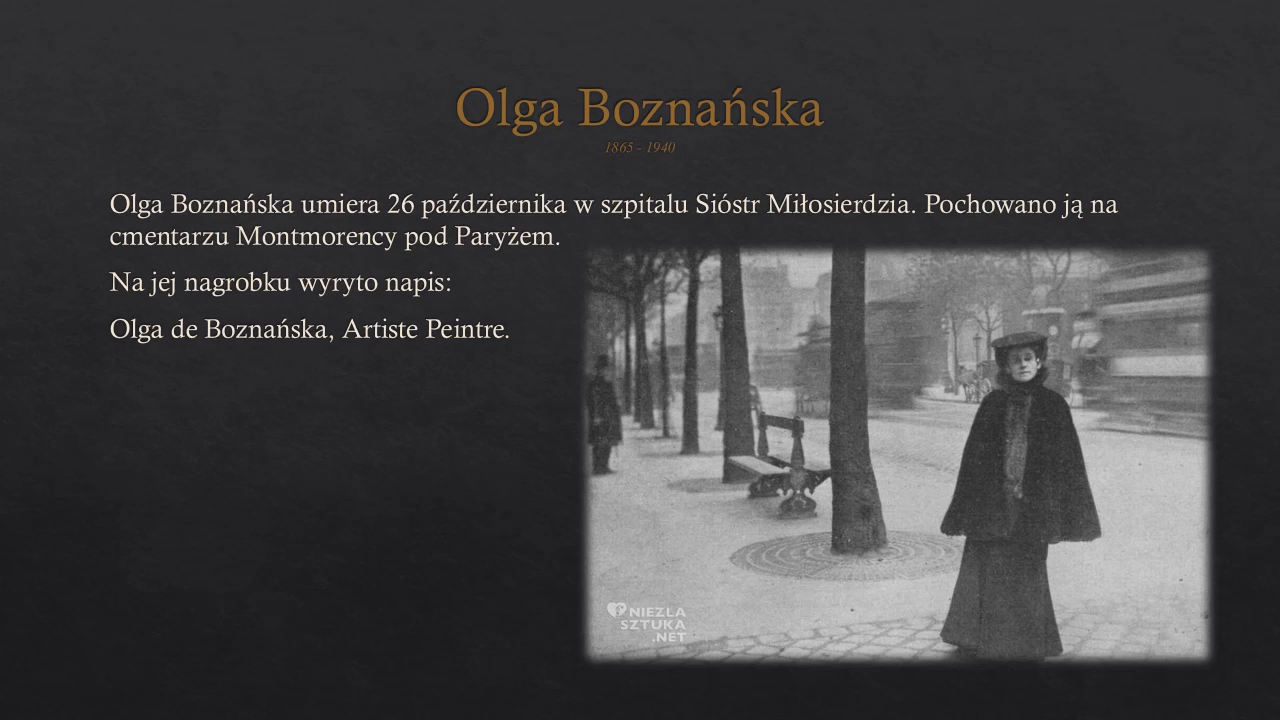 Olga Boznańska
1865 - 1940
Olga Boznańska umiera 26 października w szpitalu Sióstr Miłosierdzia. Pochowano ją na
cmentarzu Montmorency pod Paryżem.
Na jej nagrobku wyryto napis:
Olga de Boznańska, Artiste Peintre.
NIEZLA
SZTUKA
.NET